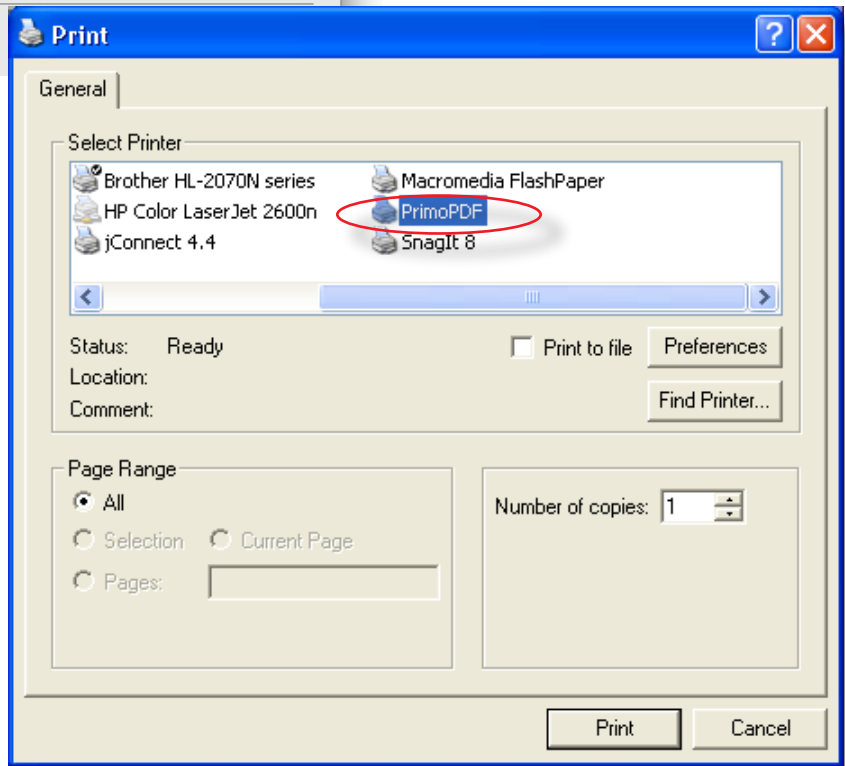 Print
General
Select Printer
Brother HL-2070N series Macromedia FlashPaper
HP Color LaserJet 2600n PrimoPDF
jConnect 4.4 SnagIt 8
Status: Ready Print to file Preferences
Location:
Comment: Find Printer...
Page Range
All Number of copies: 1
Selection Current Page
Pages:
Print Cancel